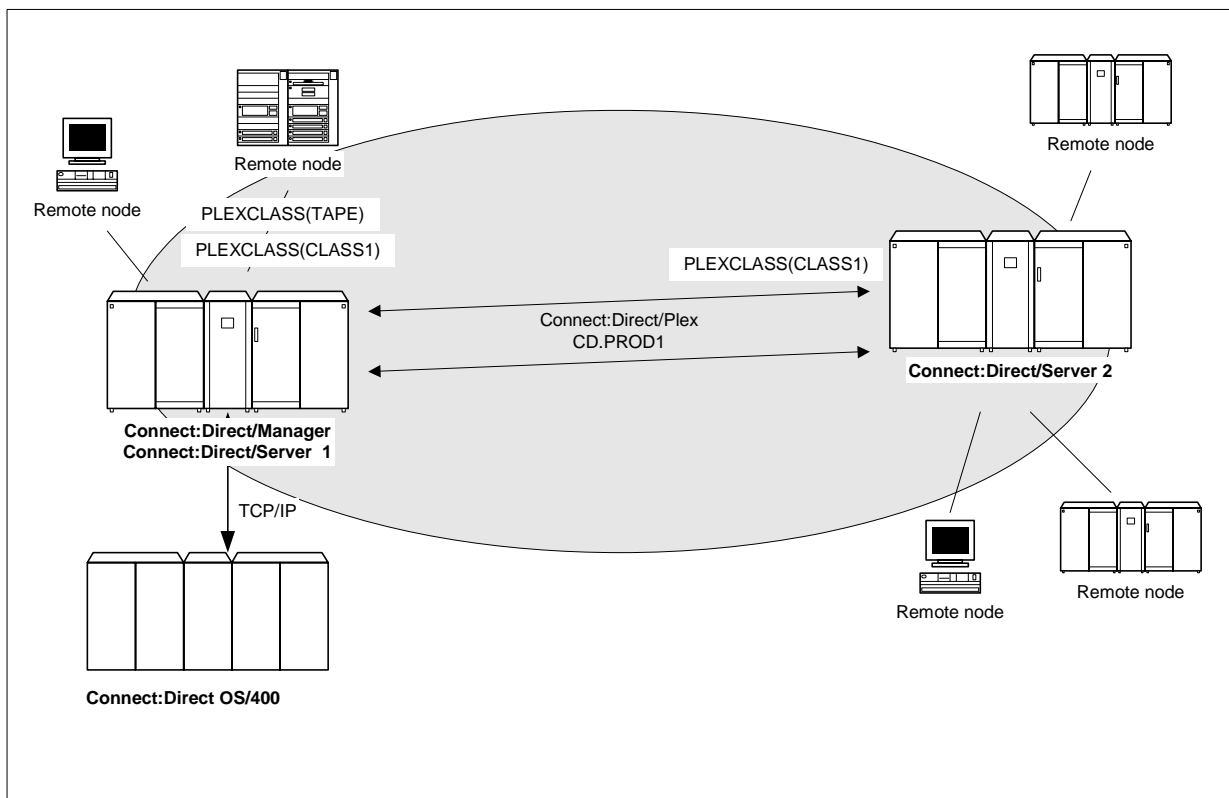 Remote node
Remote node
Remote node
PLEXCLASS(TAPE)
PLEXCLASS(CLASS1)
PLEXCLASS(CLASS1)
Connect:Direct/Plex
CD.PROD1
Connect:Direct/Server 2
Connect:Direct/Manager
Connect:Direct/Server 1
TCP/IP
Remote node
Remote node
Connect:Direct OS/400